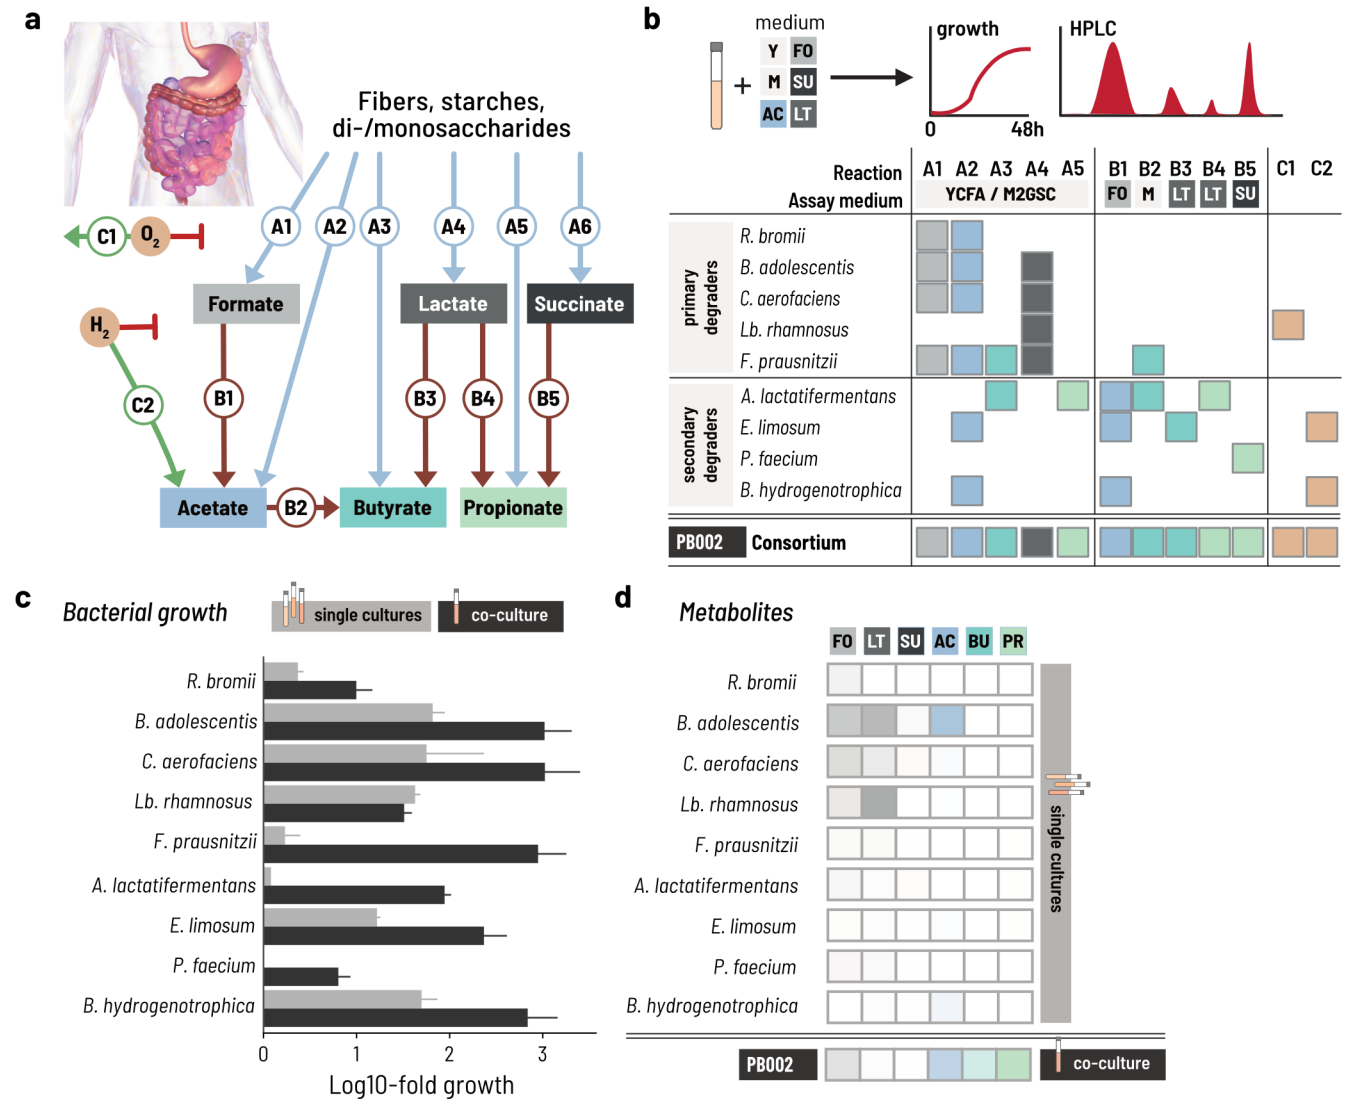 a
Fibers, starches,
di-/monosaccharides
C1
O2
A1
A2
A3
A4
A5
A6
Formate
Lactate
Succinate
H2
C2
B1
B3
B4
B5
Acetate
B2
Butyrate
Propionate
b
medium
Y FO
+ M SU
AC LT
growth
0 48h
HPLC
Reaction A1 A2 A3 A4 A5 B1 B2 B3 B4 B5 C1 C2
Assay medium YCFA / M2GSC FO M LT LT SU
primary degraders
R. bromii
B. adolescentis
C. aerofaciens
Lb. rhamnosus
F. prausnitzii
secondary degraders
A. lactatifermentans
E. limosum
P. faecium
B. hydrogenotrophica
PB002 Consortium
c
Bacterial growth
single cultures
co-culture
R. bromii
B. adolescentis
C. aerofaciens
Lb. rhamnosus
F. prausnitzii
A. lactatifermentans
E. limosum
P. faecium
B. hydrogenotrophica
0 1 2 3
Log10-fold growth
d
Metabolites
FO LT SU AC BU PR
R. bromii
B. adolescentis
C. aerofaciens
Lb. rhamnosus
F. prausnitzii
A. lactatifermentans
E. limosum
P. faecium
B. hydrogenotrophica
single cultures
PB002
co-culture